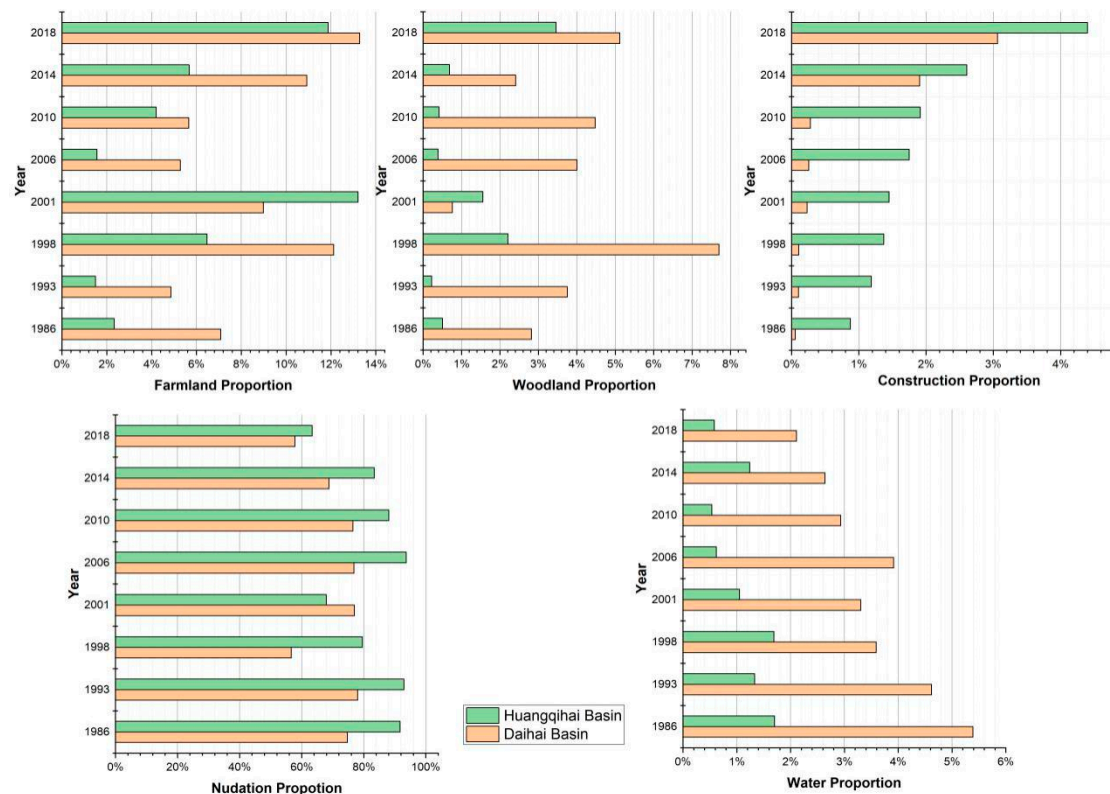 Year
2018
2014
2010
2006
2001
1998
1993
1986
0% 2% 4% 6% 8% 10% 12% 14%
Farmland Proportion
Year
2018
2014
2010
2006
2001
1998
1993
1986
0% 1% 2% 3% 4% 5% 6% 7% 8%
Woodland Proportion
Year
2018
2014
2010
2006
2001
1998
1993
1986
0% 1% 2% 3% 4%
Construction Proportion
Year
2018
2014
2010
2006
2001
1998
1993
1986
0% 20% 40% 60% 80% 100%
Nudation Propotion
Huangqihai Basin
Daihai Basin
Year
2018
2014
2010
2006
2001
1998
1993
1986
0% 1% 2% 3% 4% 5% 6%
Water Proportion